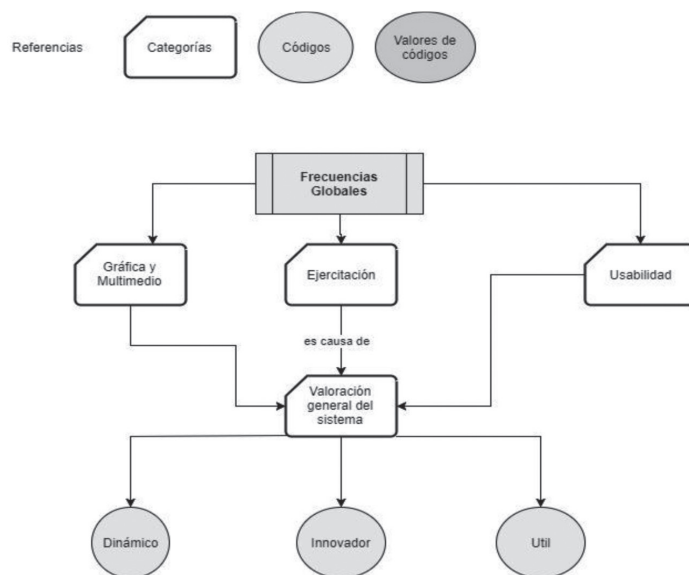 Referencias
Categorías
Códigos
Valores de
códigos
Frecuencias
Globales
Gráfica y
Multimedio
Ejercitación
Usabilidad
es causa de
Valoración
general del
sistema
Dinámico
Innovador
Util